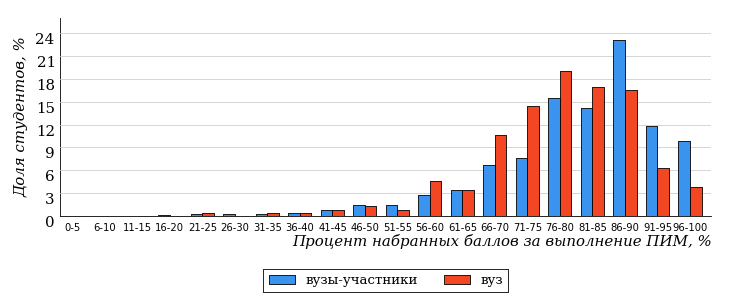 Доля студентов, %
24
21
18
15
12
9
6
3
0
0-5 6-10 11-15 16-20 21-25 26-30 31-35 36-40 41-45 46-50 51-55 56-60 61-65 66-70 71-75 76-80 81-85 86-90 91-95 96-100
Процент набранных баллов за выполнение ПИМ, %
вузы-участники вуз